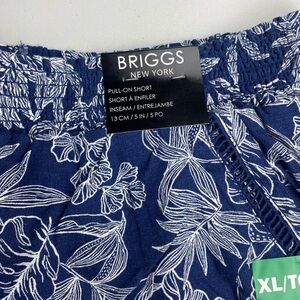 BRIGGS
NEW YORK
PULL-ON SHORT
SHORT À ENFILER
INSEAM / ENTREJAMBE
13 CM / 5 IN / 5 PO
XL/T